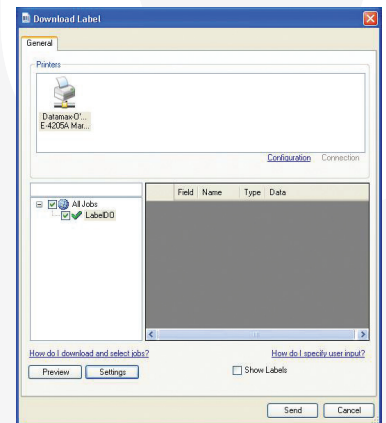 Download Label
General
Printers
Datamax-O'...
E-4205A Mar...
Configuration Connection
Field Name Type Data
All Jobs
LabelDO
How do I download and select jobs? How do I specify user input?
Preview Settings Show Labels
Send Cancel